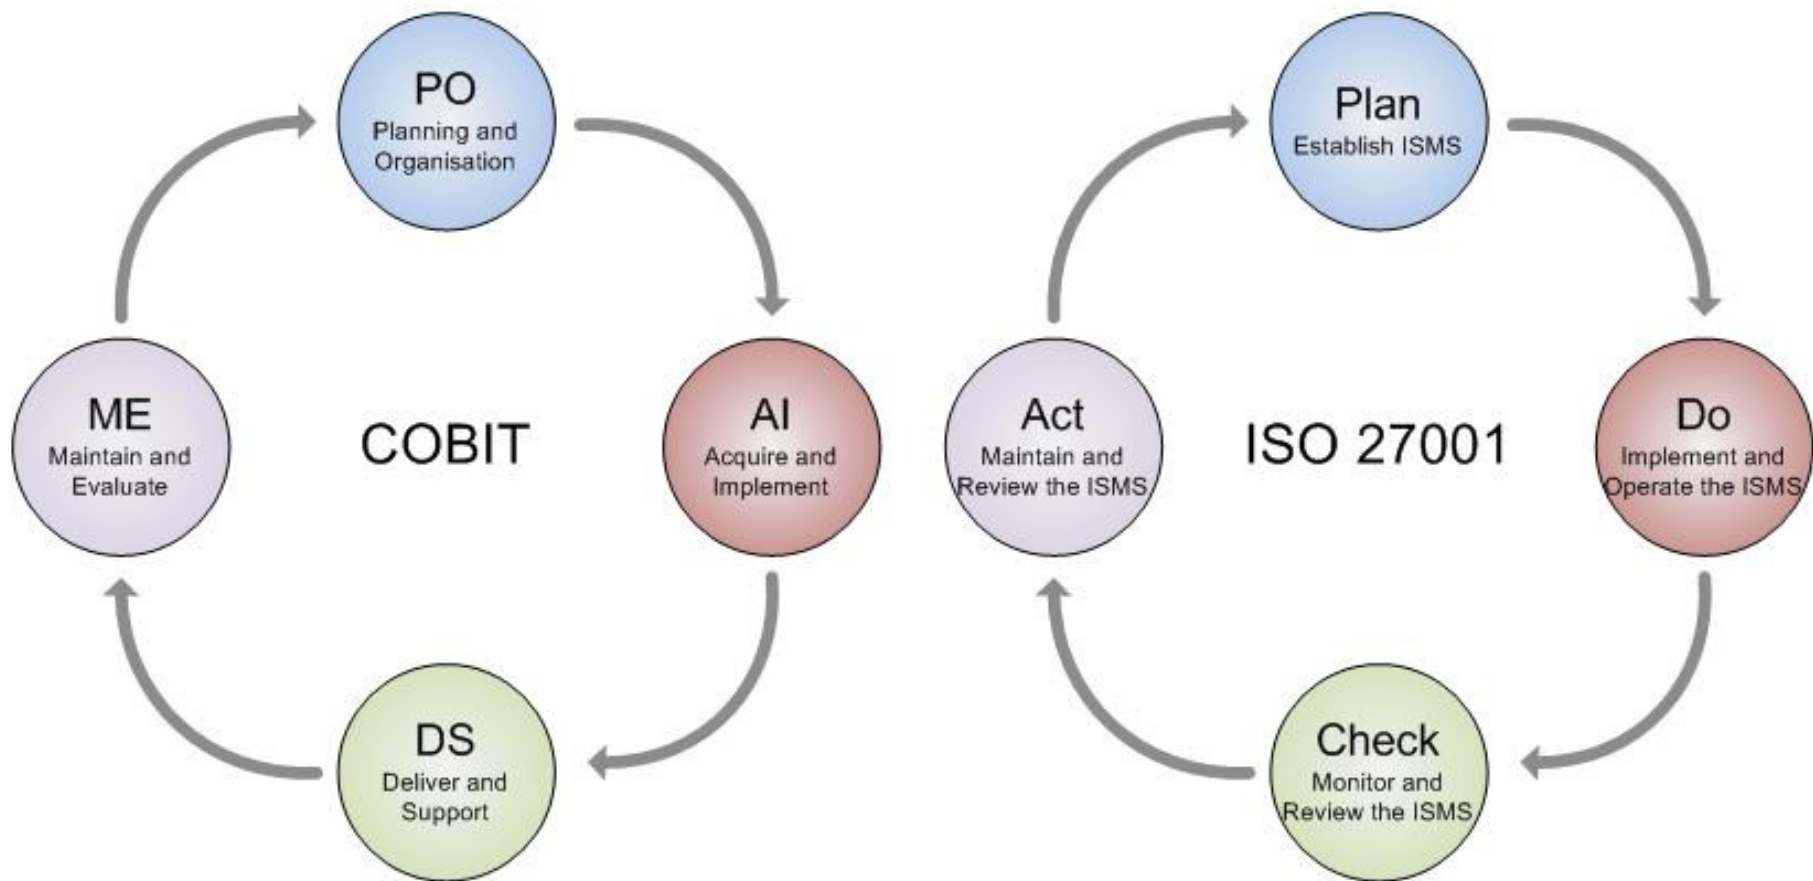 PO
Planning and
Organisation
ME
Maintain and
Evaluate
COBIT
AI
Acquire and
Implement
DS
Deliver and
Support
Plan
Establish ISMS
Act
Maintain and
Review the ISMS
ISO 27001
Do
Implement and
Operate the ISMS
Check
Monitor and
Review the ISMS